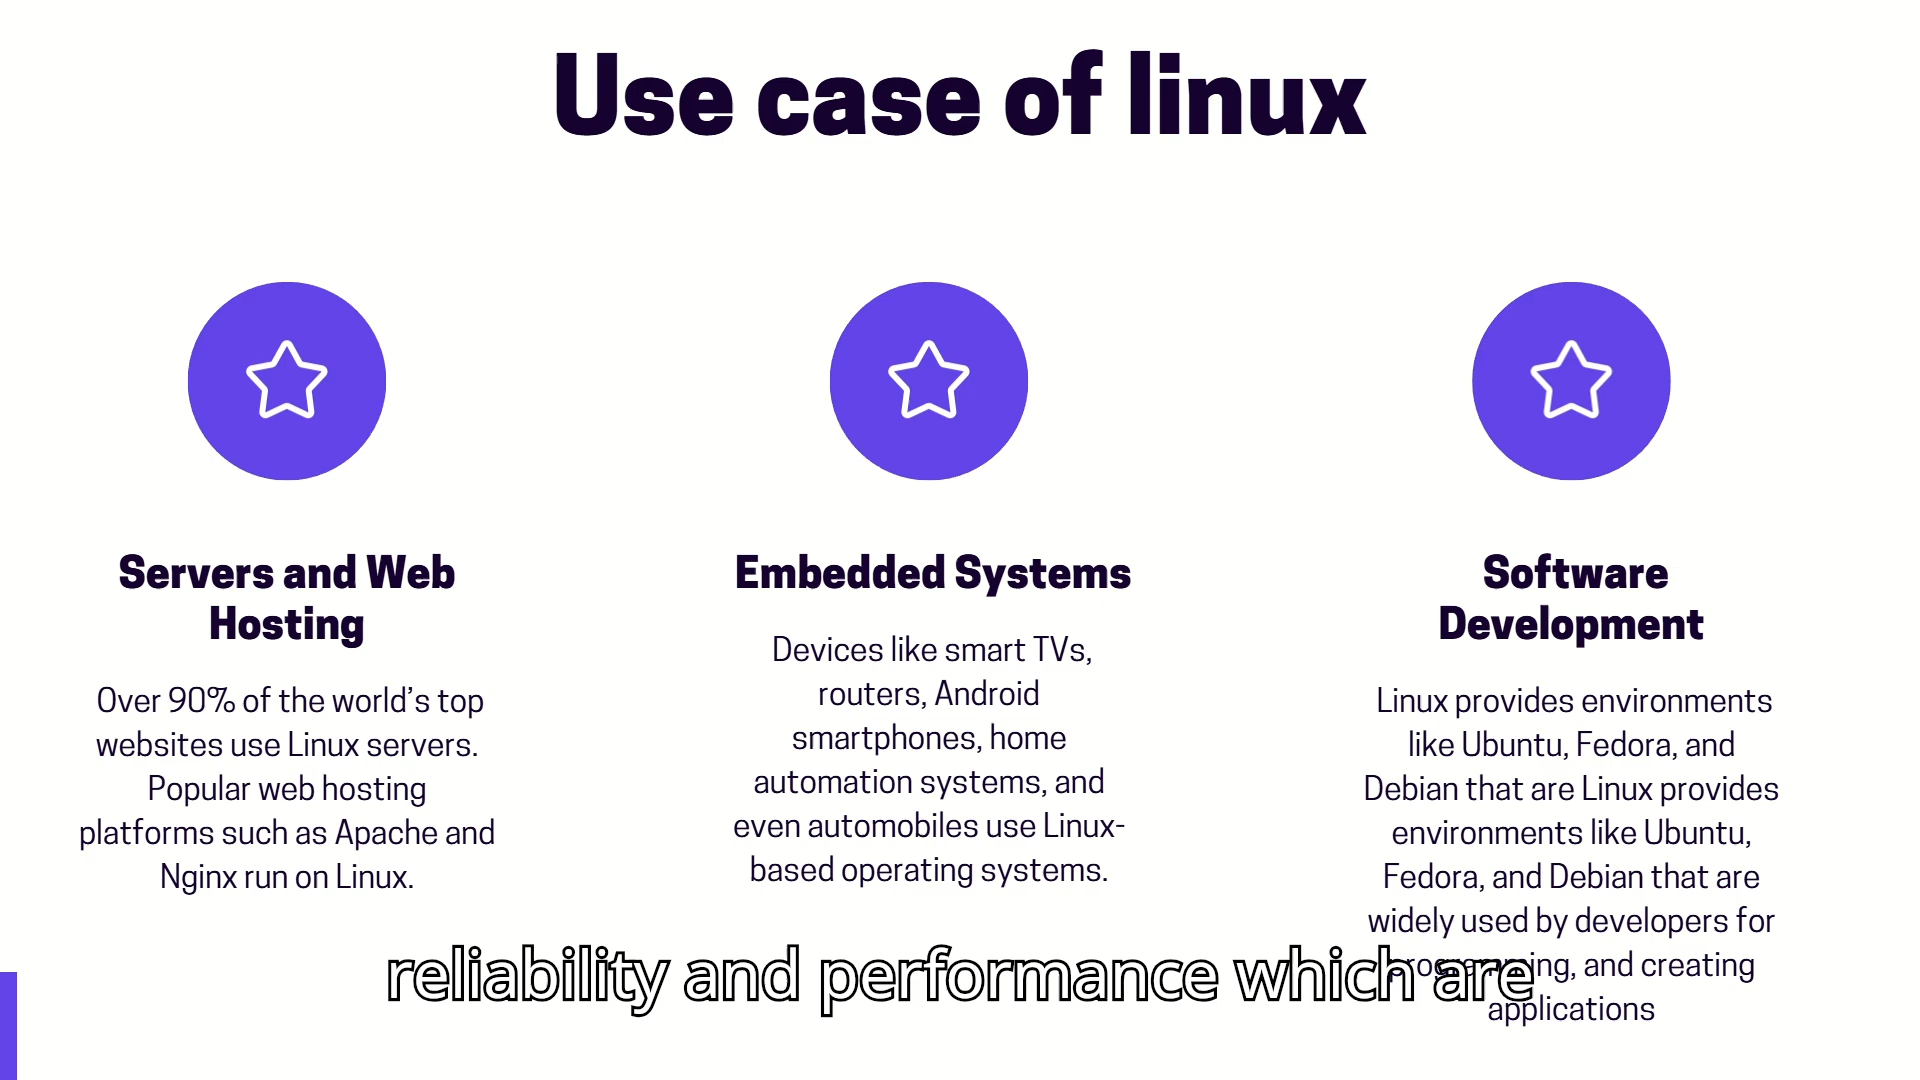 Use case of linux
Servers and Web
Hosting
Over 90% of the world’s top
websites use Linux servers.
Popular web hosting
platforms such as Apache and
Nginx run on Linux.
Embedded Systems
Devices like smart TVs,
routers, Android
smartphones, home
automation systems, and
even automobiles use Linux-
based operating systems.
Software
Development
Linux provides environments
like Ubuntu, Fedora, and
Debian that are Linux provides
environments like Ubuntu,
Fedora, and Debian that are
widely used by developers for
programming, and creating
applications
reliability and performance which are